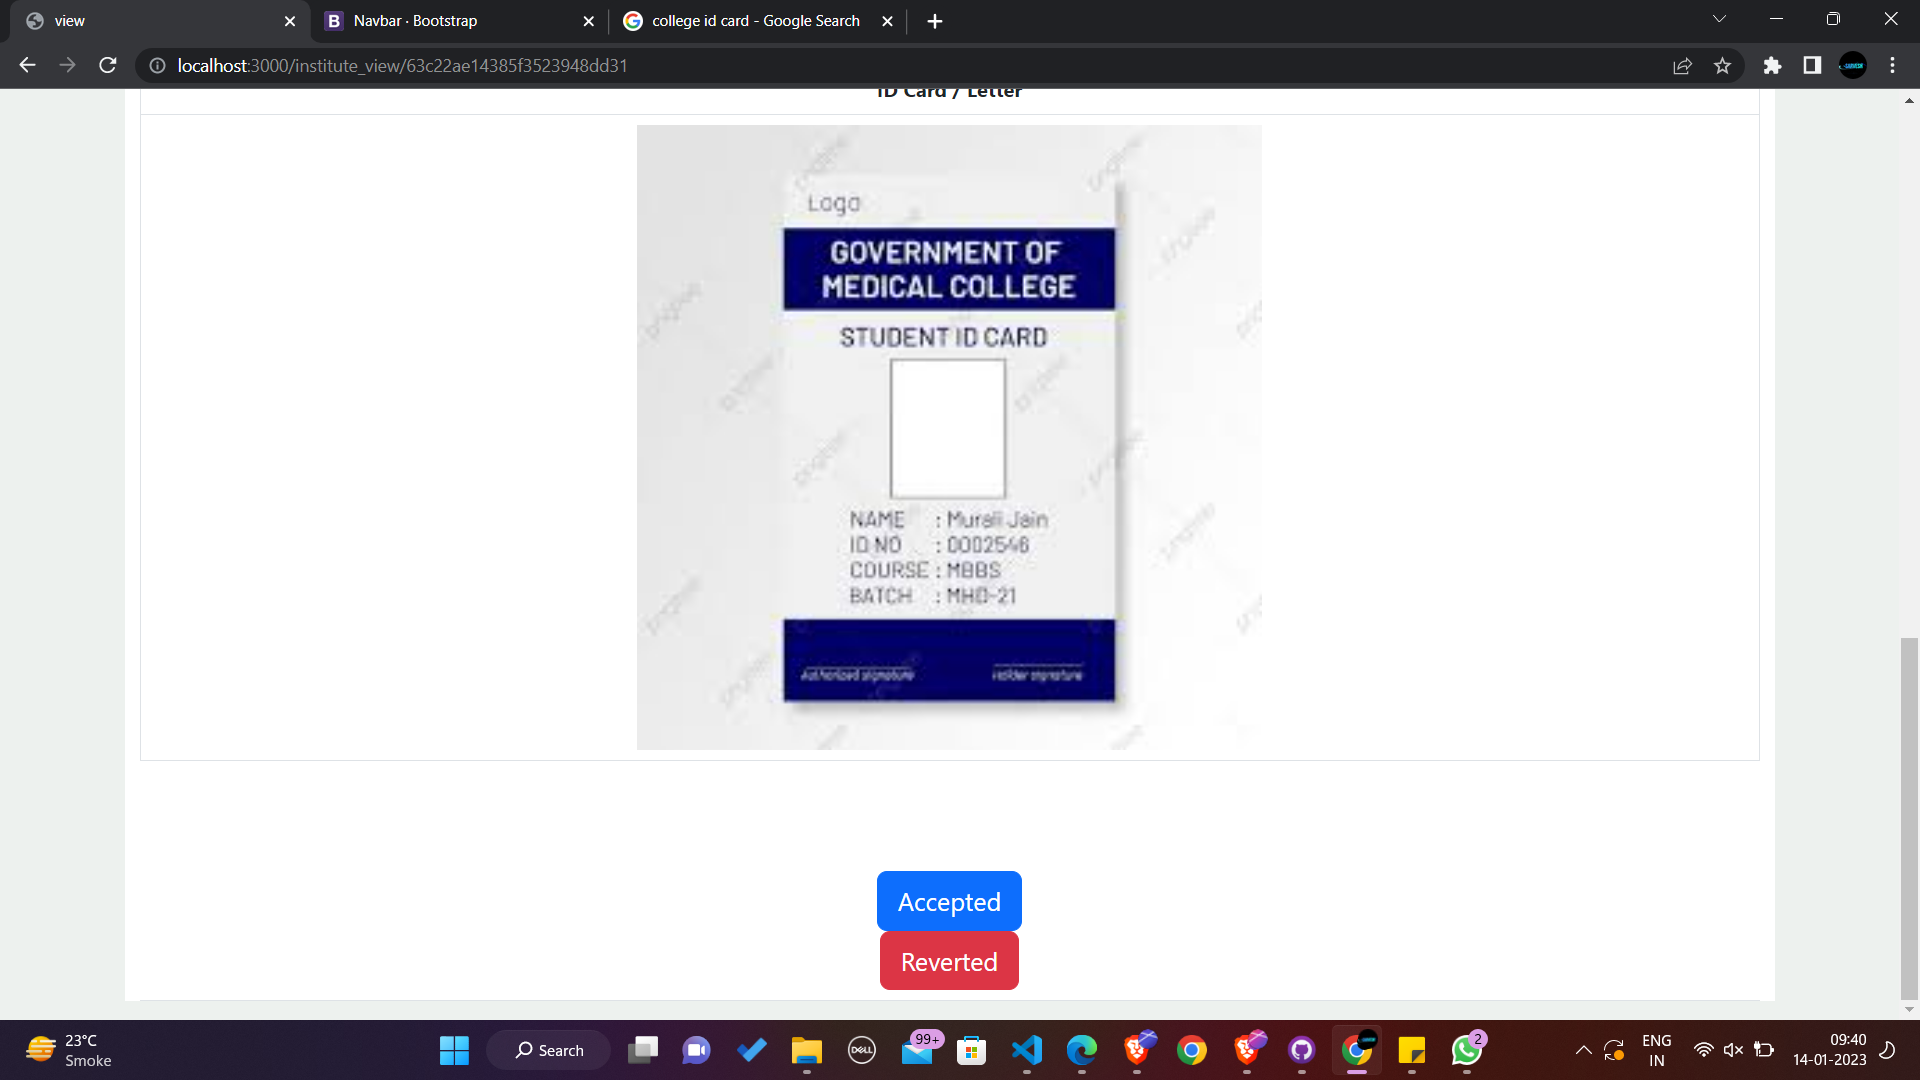 view
Navbar · Bootstrap
college id card - Google Search
localhost:3000/institute_view/63c22ae14385f3523948dd31
ID Card / Letter
Logo
GOVERNMENT OF
MEDICAL COLLEGE
STUDENT ID CARD
NAME : Murali Jain
ID NO : 0002546
COURSE : MBBS
BATCH : MHD-21
Authorized signature Holder signature
Accepted
Reverted
23°C
Smoke
Search
DELL
99+
2
ENG
IN
09:40
14-01-2023